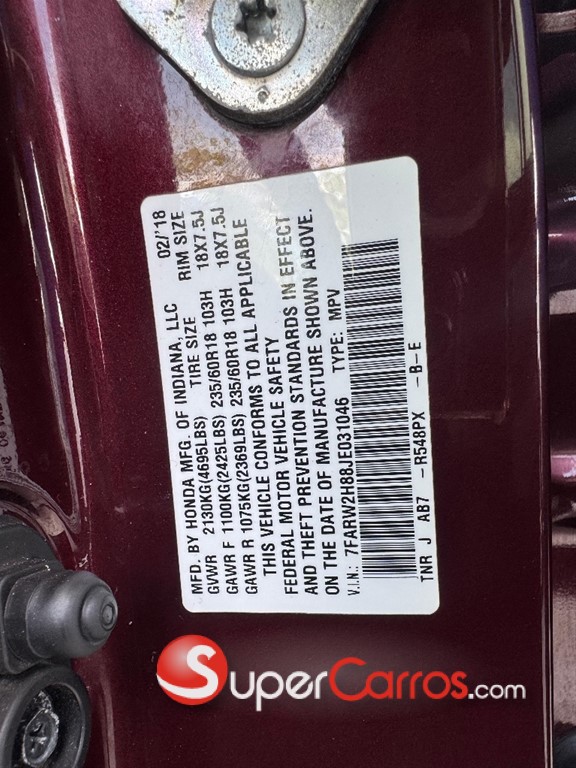 MFD. BY HONDA MFG. OF INDIANA, LLC 02/'18
GVWR 2130KG(4695LBS) TIRE SIZE RIM SIZE
GAWR F 1100KG(2425LBS) 235/60R18 103H 18X7.5J
GAWR R 1075KG(2369LBS) 235/60R18 103H 18X7.5J
THIS VEHICLE CONFORMS TO ALL APPLICABLE
FEDERAL MOTOR VEHICLE SAFETY
AND THEFT PREVENTION STANDARDS IN EFFECT
ON THE DATE OF MANUFACTURE SHOWN ABOVE.
V.I.N.: 7FARW2H88JE031046 TYPE: MPV
TNR J AB7 -R548PX -B-E
S SUPERCARROS.com